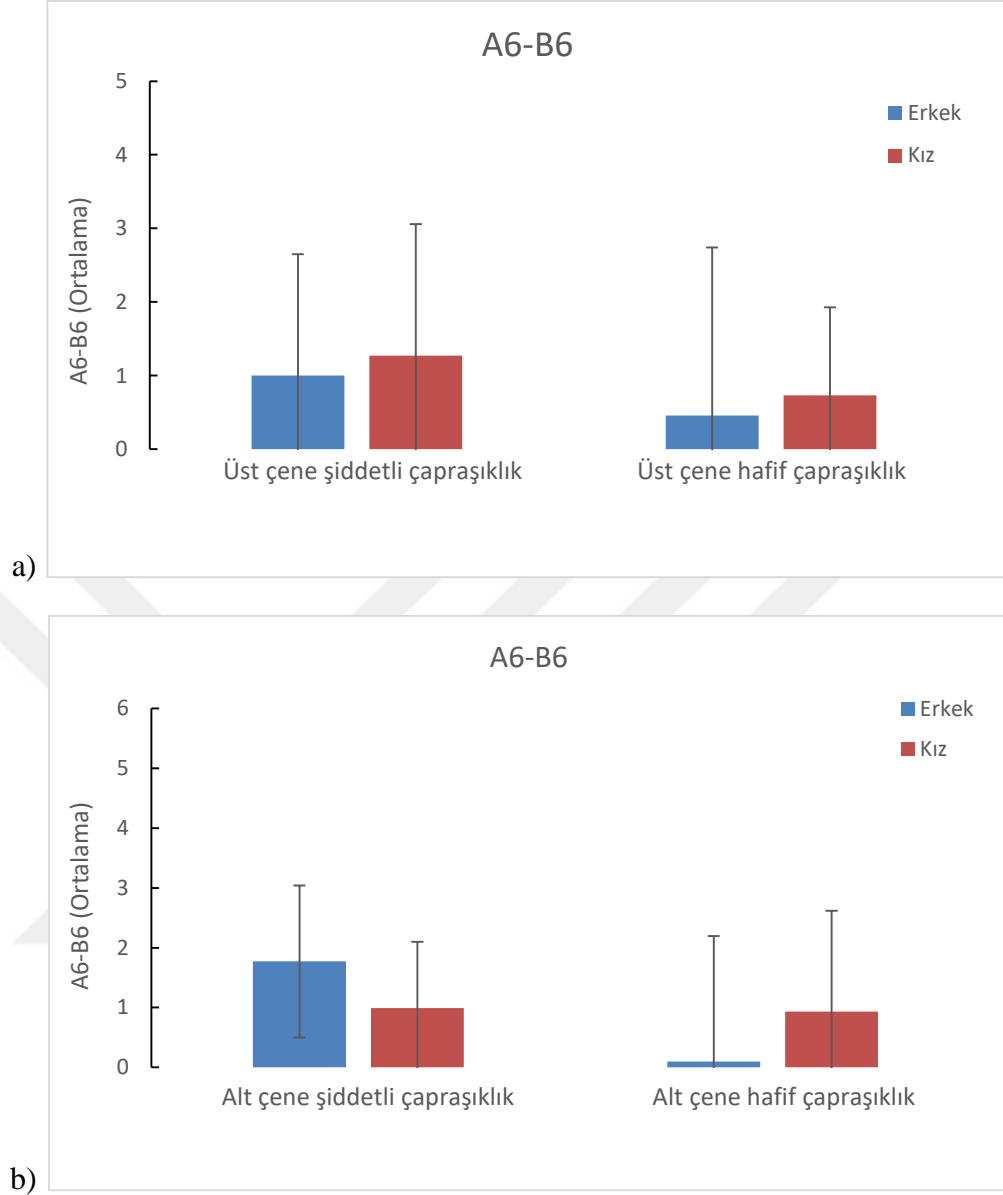 A6-B6
5
4
3
2
1
0
A6-B6 (Ortalama)
Erkek
Kız
Üst çene şiddetli çapraşıklık
Üst çene hafif çapraşıklık
a)
A6-B6
6
5
4
3
2
1
0
A6-B6 (Ortalama)
Erkek
Kız
Alt çene şiddetli çapraşıklık
Alt çene hafif çapraşıklık
b)